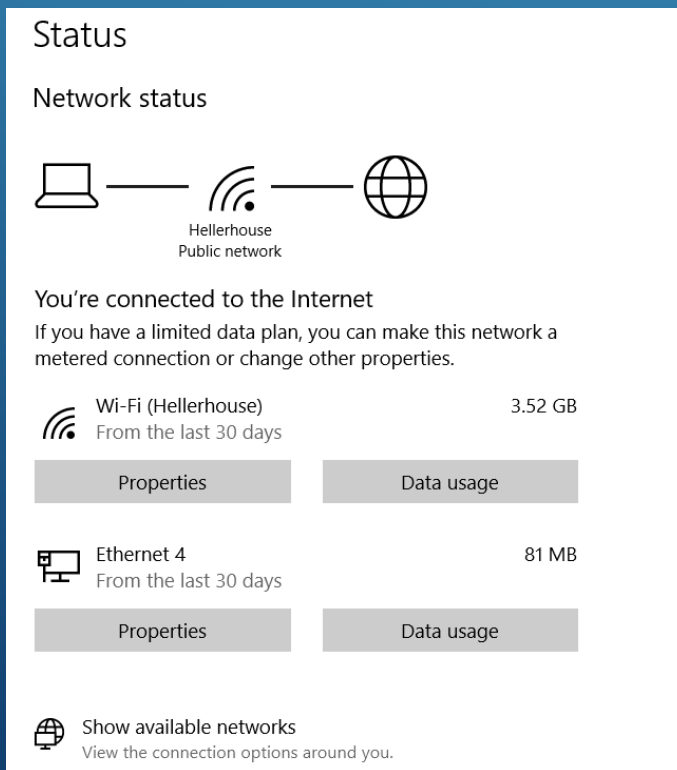 Status
Network status
Hellerhouse
Public network
You're connected to the Internet
If you have a limited data plan, you can make this network a
metered connection or change other properties.
Wi-Fi (Hellerhouse) 3.52 GB
From the last 30 days
Properties Data usage
Ethernet 4 81 MB
From the last 30 days
Properties Data usage
Show available networks
View the connection options around you.